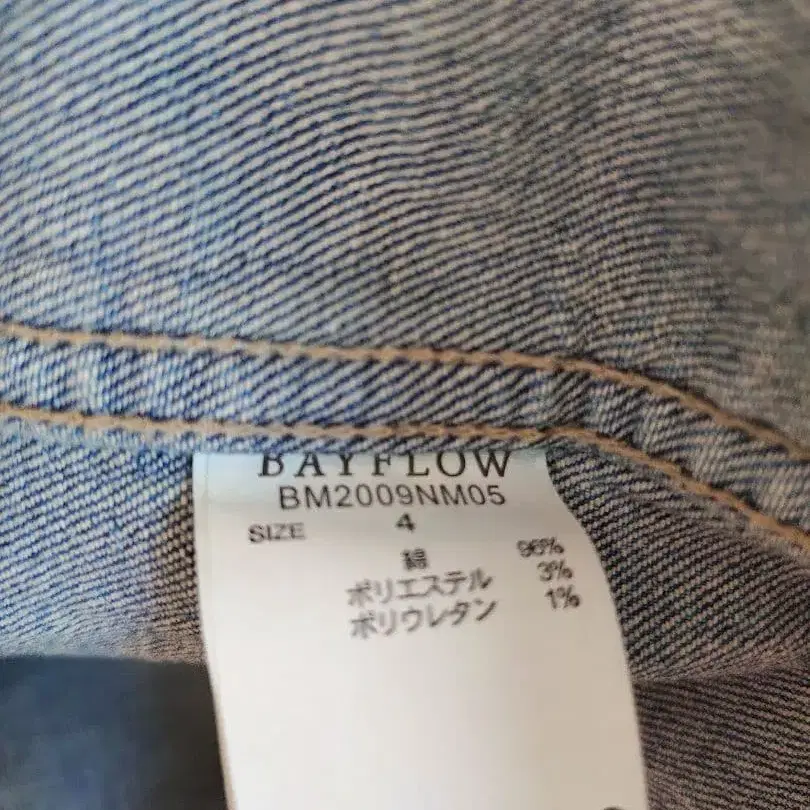 BAYFLOW
BM2009NM05
SIZE 4
綿 96%
ポリエステル 3%
ポリウレタン 1%